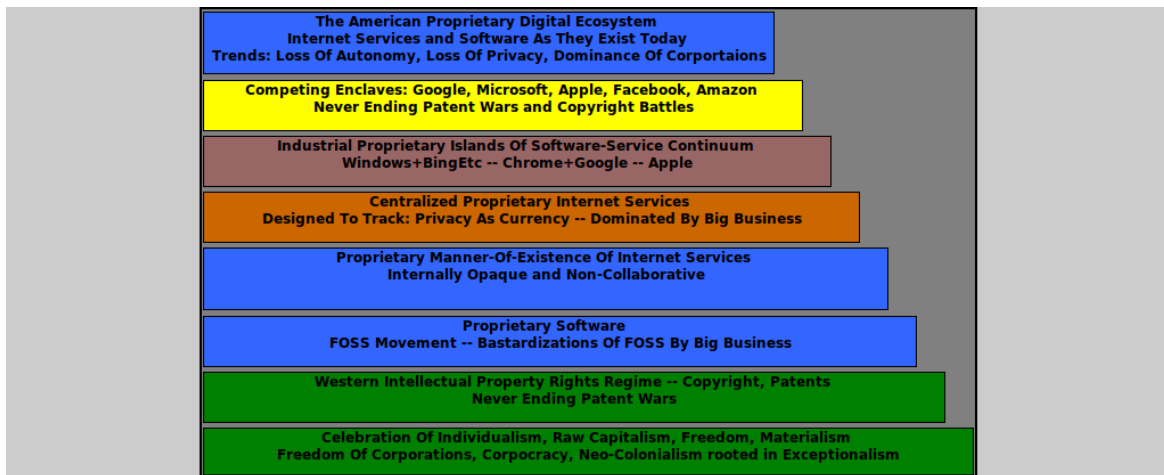 The American Proprietary Digital Ecosystem
Internet Services and Software As They Exist Today
Trends: Loss Of Autonomy, Loss Of Privacy, Dominance Of Corportaions
Competing Enclaves: Google, Microsoft, Apple, Facebook, Amazon
Never Ending Patent Wars and Copyright Battles
Industrial Proprietary Islands Of Software-Service Continuum
Windows+BingEtc -- Chrome+Google -- Apple
Centralized Proprietary Internet Services
Designed To Track: Privacy As Currency -- Dominated By Big Business
Proprietary Manner-Of-Existence Of Internet Services
Internally Opaque and Non-Collaborative
Proprietary Software
FOSS Movement -- Bastardizations Of FOSS By Big Business
Western Intellectual Property Rights Regime -- Copyright, Patents
Never Ending Patent Wars
Celebration Of Individualism, Raw Capitalism, Freedom, Materialism
Freedom Of Corporations, Corpocracy, Neo-Colonialism rooted in Exceptionalism